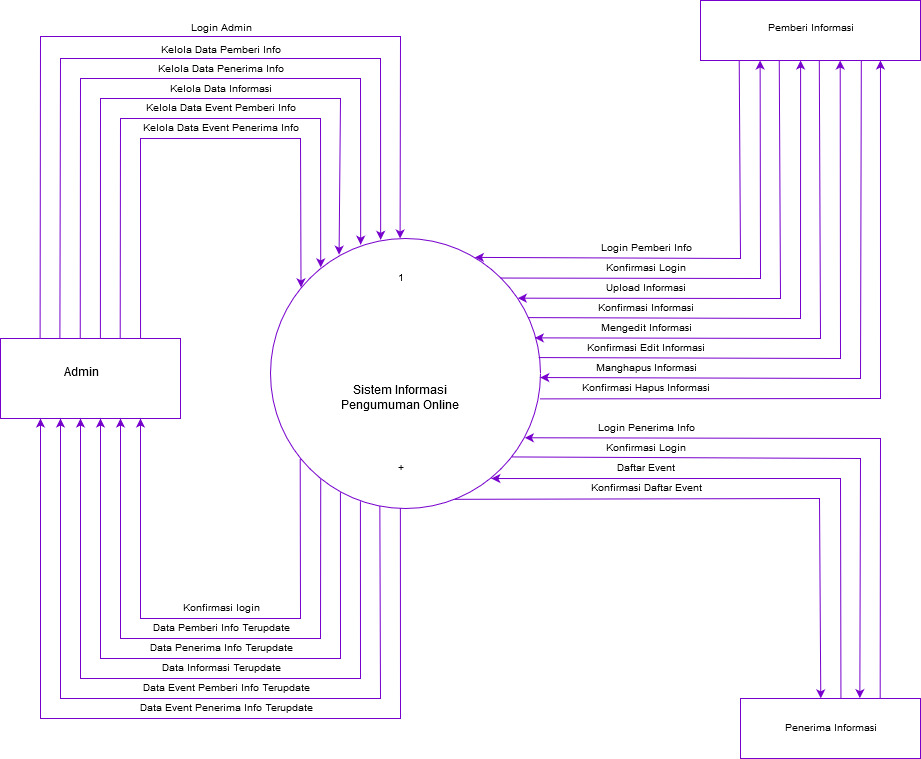 Login Admin
Kelola Data Pemberi Info
Kelola Data Penerima Info
Kelola Data Informasi
Kelola Data Event Pemberi Info
Kelola Data Event Penerima Info
Pemberi Informasi
Login Pemberi Info
Konfirmasi Login
Upload Informasi
Konfirmasi Informasi
Mengedit Informasi
Konfirmasi Edit Informasi
Manghapus Informasi
Konfirmasi Hapus Informasi
1
Admin
Sistem Informasi
Pengumuman Online
+
Login Penerima Info
Konfirmasi Login
Daftar Event
Konfirmasi Daftar Event
Konfirmasi login
Data Pemberi Info Terupdate
Data Penerima Info Terupdate
Data Informasi Terupdate
Data Event Pemberi Info Terupdate
Data Event Penerima Info Terupdate
Penerima Informasi